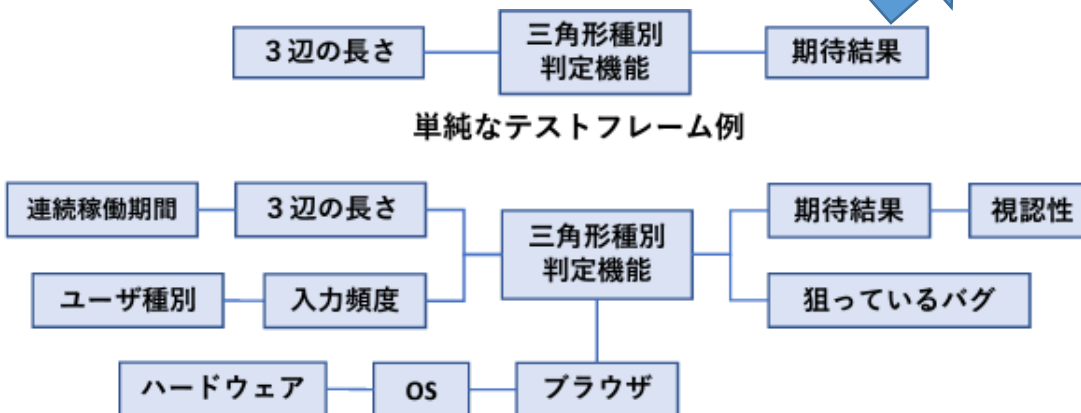 3辺の長さ
三角形種別
判定機能
期待結果
単純なテストフレーム例
連続稼働期間
3辺の長さ
三角形種別
判定機能
期待結果
視認性
ユーザ種別
入力頻度
狙っているバグ
ハードウェア
OS
ブラウザ